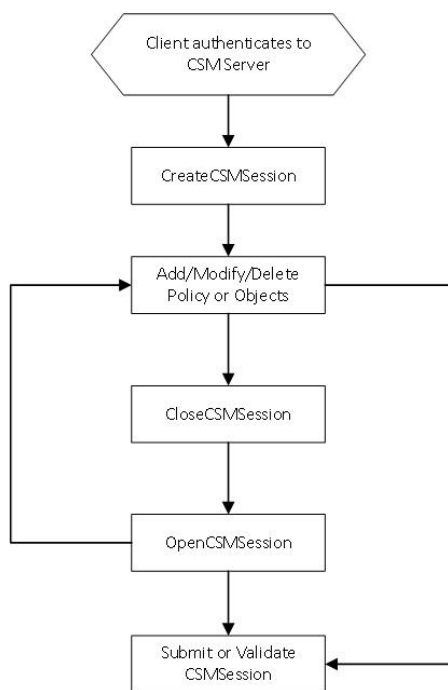 Client authenticates to
CSM Server
CreateCSMSession
Add/Modify/Delete
Policy or Objects
CloseCSMSession
OpenCSMSession
Submit or Validate
CSMSession